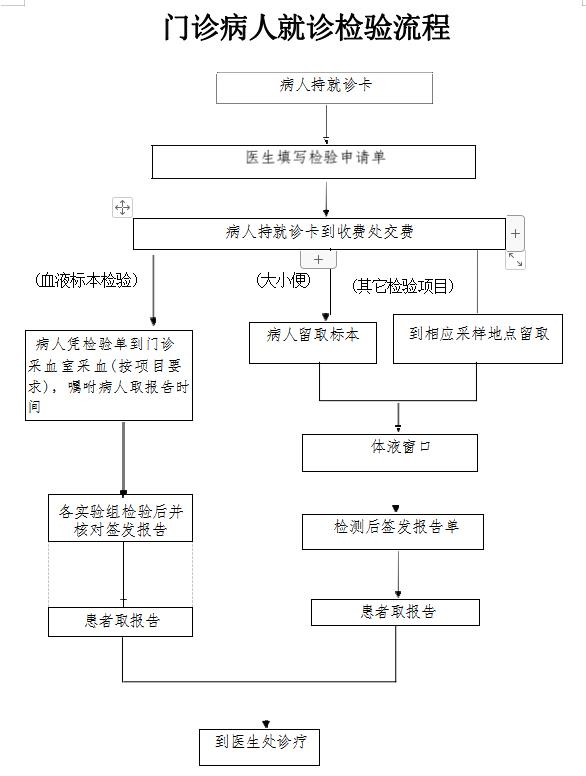 门诊病人就诊检验流程
病人持就诊卡
医生填写检验申请单
病人持就诊卡到收费处交费
(血液标本检验)
(大小便)
(其它检验项目)
病人凭检验单到门诊
采血室采血(按项目要
求)，嘱咐病人取报告时
间
病人留取标本
到相应采样地点留取
体液窗口
各实验组检验后并
核对签发报告
检测后签发报告单
患者取报告
患者取报告
到医生处诊疗